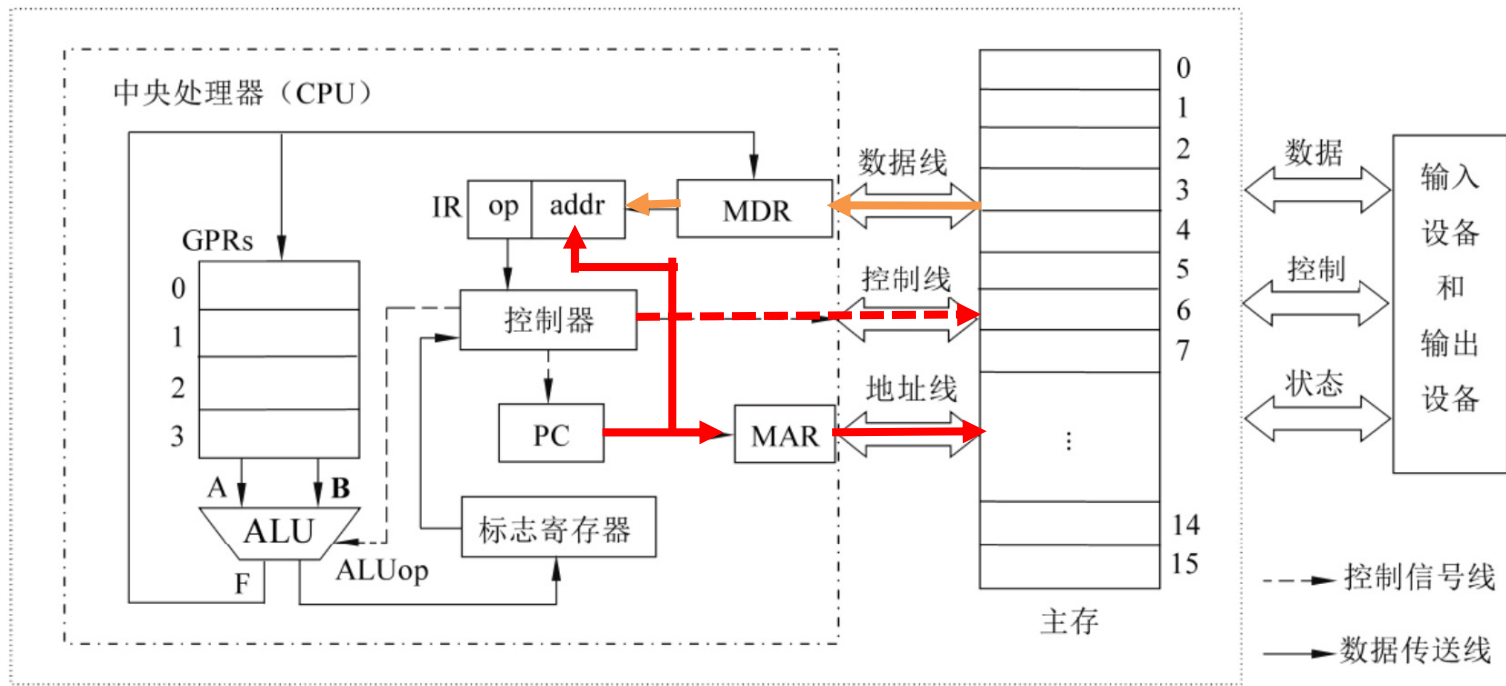 中央处理器（CPU）
IR
op
addr
MDR
GPRs
0
1
2
3
控制器
PC
MAR
A
B
ALU
ALUop
F
标志寄存器
数据线
控制线
地址线
0
1
2
3
4
5
6
7
⋮
14
15
主存
数据
控制
状态
输入
设备
和
输出
设备
控制信号线
数据传送线